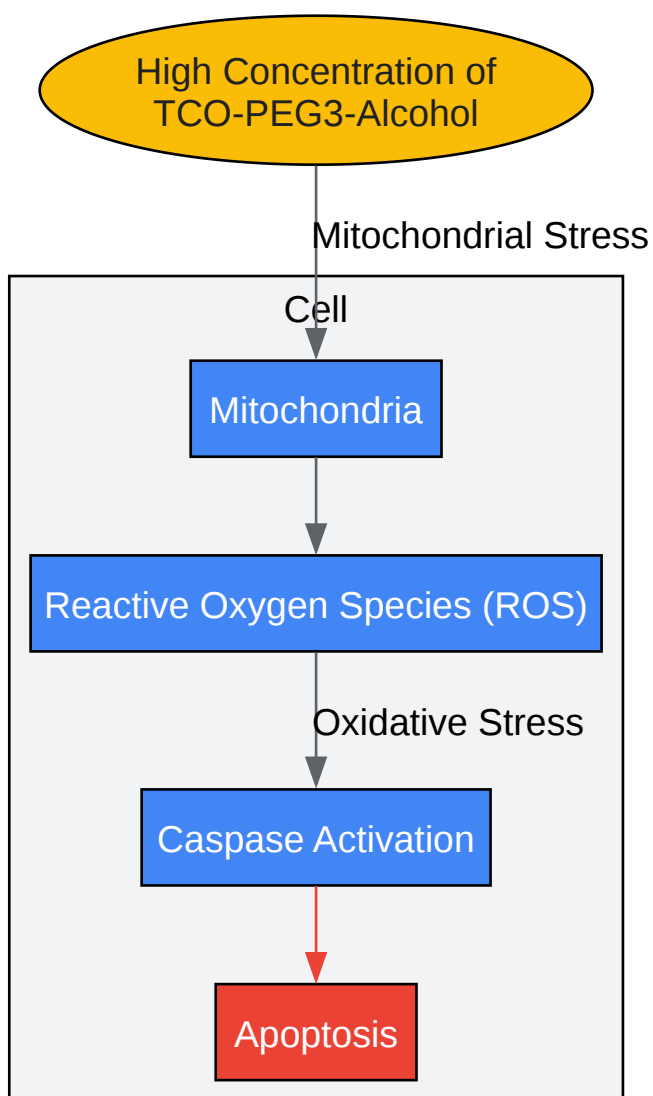 High Concentration of
TCO-PEG3-Alcohol
Mitochondrial Stress
Cell
Mitochondria
Reactive Oxygen Species (ROS)
Oxidative Stress
Caspase Activation
Apoptosis